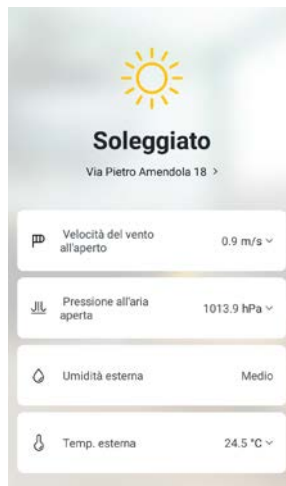 Soleggiato
Via Pietro Amendola 18 >
Velocità del vento
all'aperto
0.9 m/s
Pressione all'aria
aperta
1013.9 hPa
Umidità esterna
Medio
Temp. esterna
24.5 °C